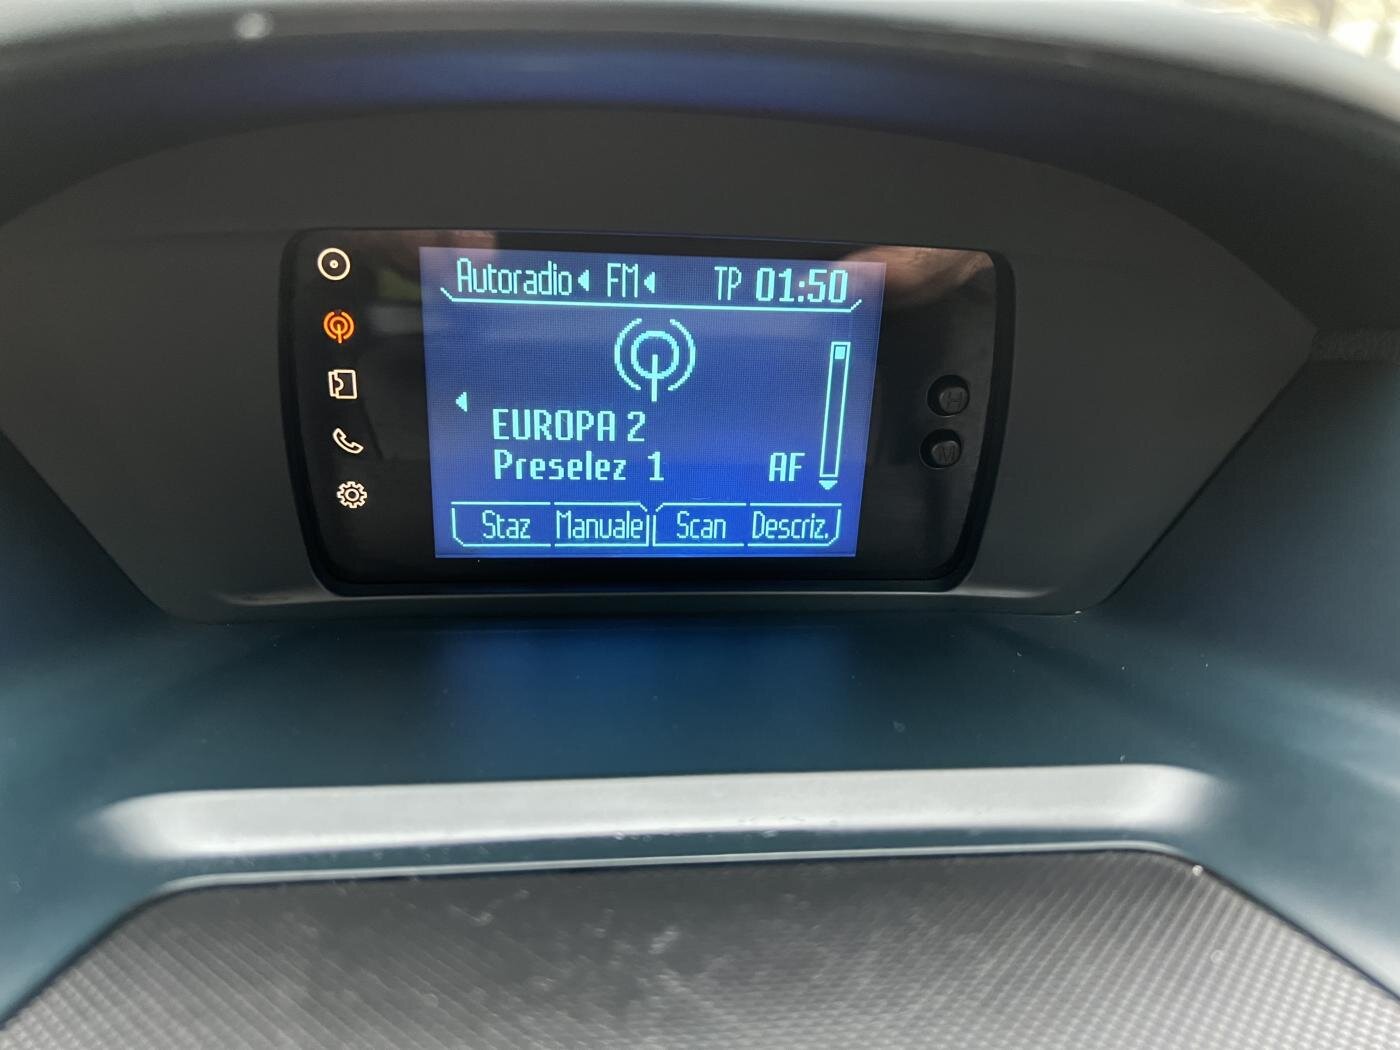 Autoradio FM TP 01:50
EUROPA 2
Preselez 1 AF
Staz Manuale Scan Descriz.
H
M